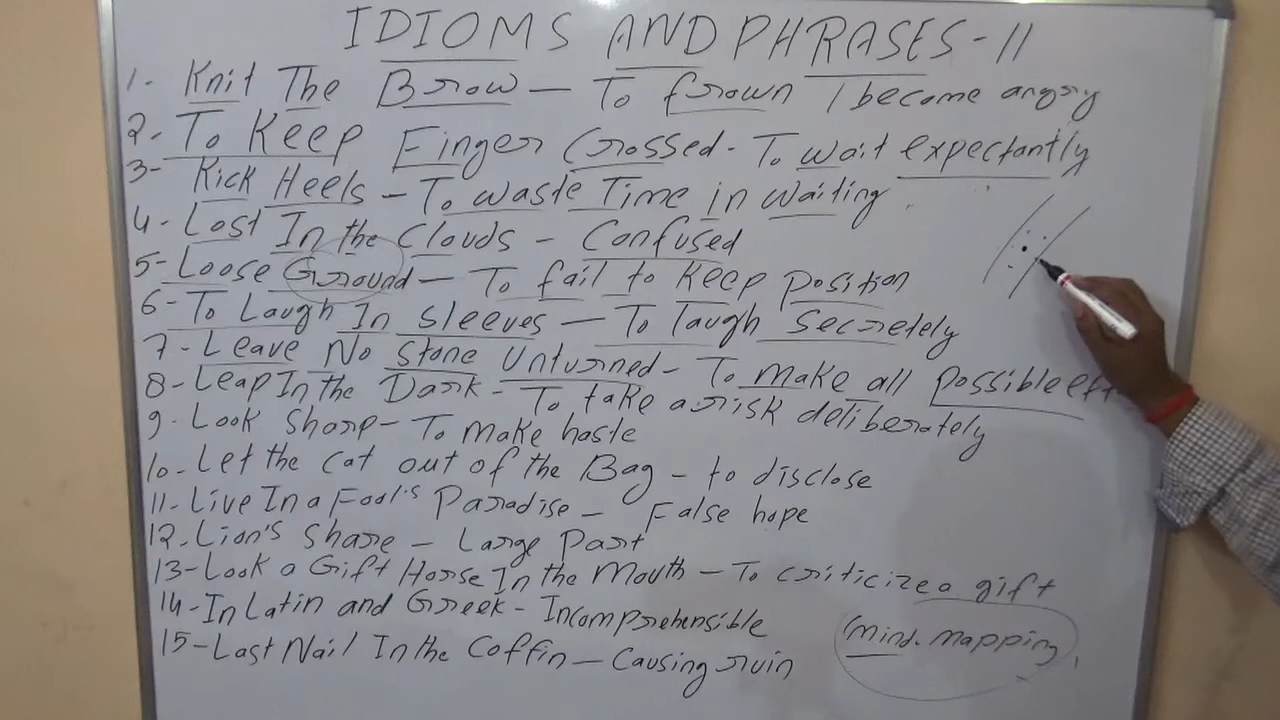 IDIOMS AND PHRASES - II
1- Knit The Brow - To frown / become angry
2- To Keep Finger Crossed - To wait expectantly
3- Kick Heels - To waste Time in waiting
4- Lost In the Clouds - Confused
5- Loose Ground - To fail to keep position
6- To Laugh In sleeves - To laugh secretely
7- Leave No stone Unturned - To make all possible eff
8- Leap In the Dark - To take a risk deliberately
9- Look Sharp - To Make haste
10- Let the cat out of the Bag - to disclose
11- Live In a Fool's Paradise - False hope
12. Lion's Share - Large Part
13- Look a Gift Horse In the Mouth - To criticize a gift
14- In Latin and Greek - Incomprehensible
15- Last Nail In the Coffin - Causing ruin
Mind. Mapping